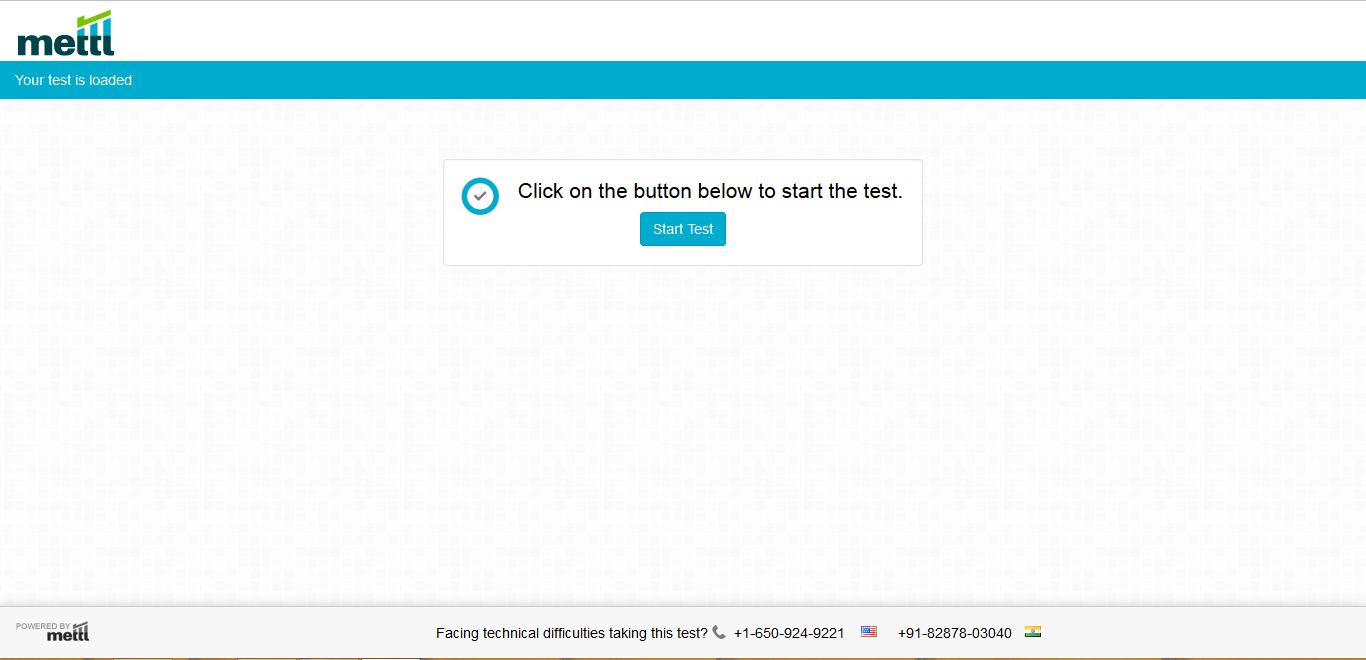 mettl
Your test is loaded
Click on the button below to start the test.
Start Test
POWERED BY
mettl
Facing technical difficulties taking this test? +1-650-924-9221 +91-82878-03040